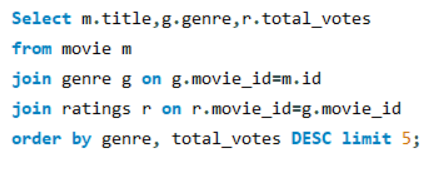 Select m.title,g.genre,r.total_votes
from movie m
join genre g on g.movie_id=m.id
join ratings r on r.movie_id=g.movie_id
order by genre, total_votes DESC limit 5;